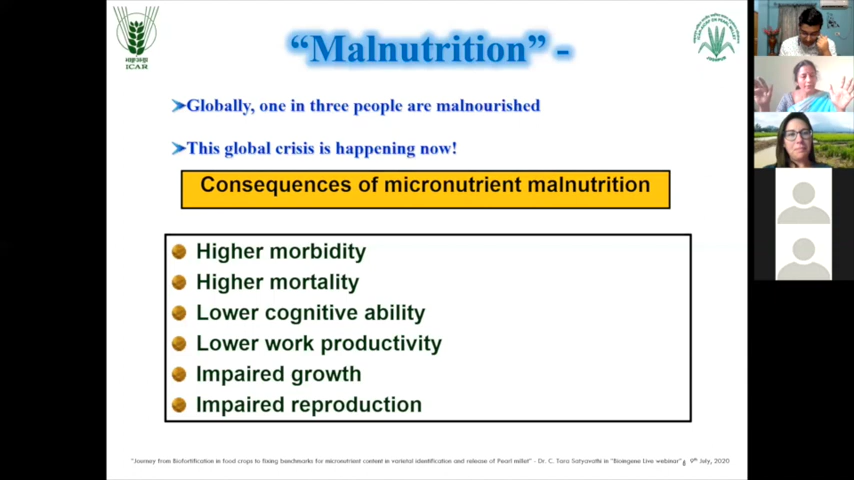 “Malnutrition” -
ICAR
➢Globally, one in three people are malnourished
➢This global crisis is happening now!
Consequences of micronutrient malnutrition
Higher morbidity
Higher mortality
Lower cognitive ability
Lower work productivity
Impaired growth
Impaired reproduction
"Journey from Biofortification in food crops to fixing benchmarks for micronutrient content in varietal identification and release of Pearl millet" - Dr. C. Tara Satyavathi in "Bioingene Live webinar", 9th July, 2020